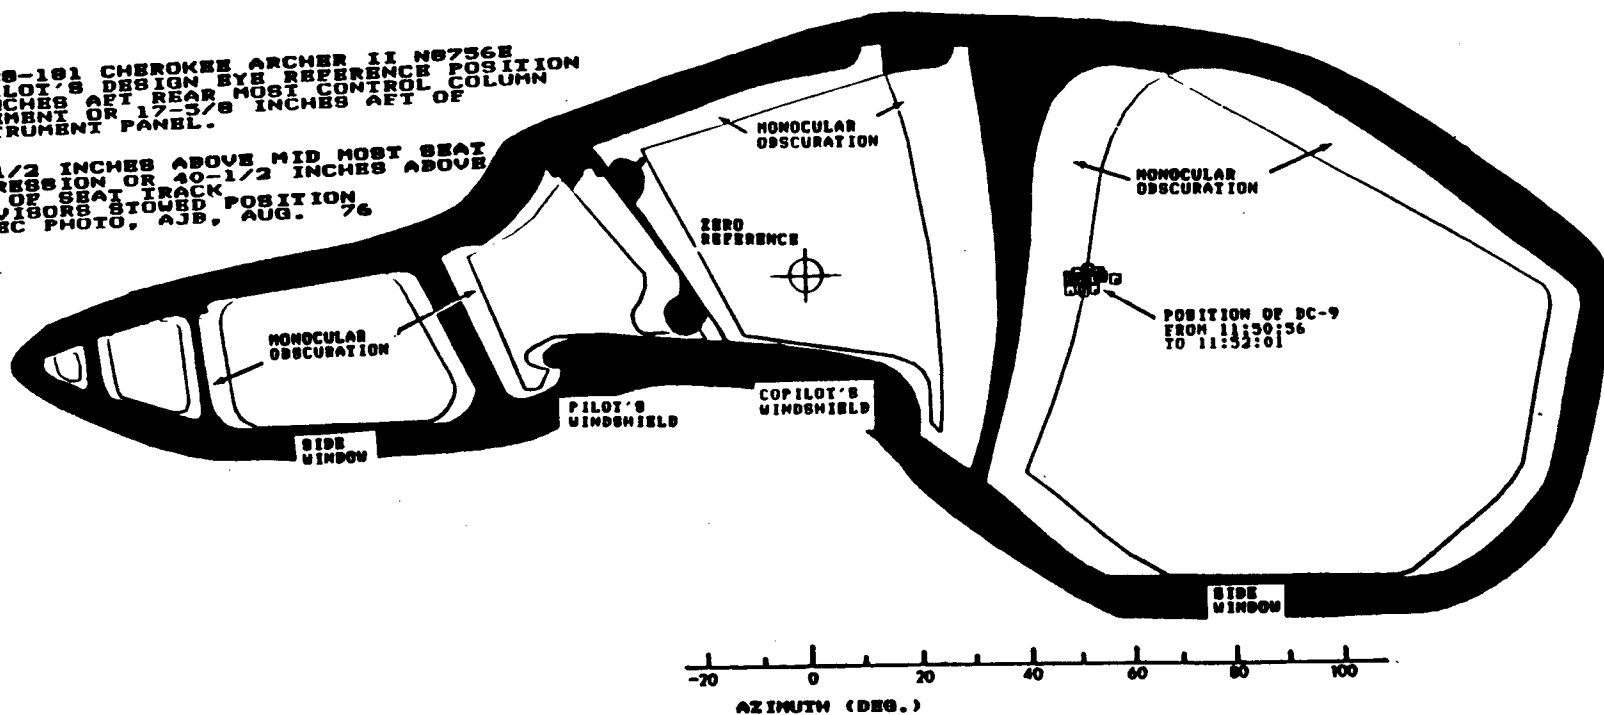 8-181 CHEROKEE ARCHER II N8756E
LOT'S DESIGN EYE REFERENCE POSITION
NCHES AFT REAR MOST CONTROL COLUMN
MENT OR 17-5/8 INCHES AFT OF
TRUMENT PANEL.
1/2 INCHES ABOVE MID MOST SEAT
RESSION OR 40-1/2 INCHES ABOVE
OF SEAT TRACK
VISORS STOWED POSITION
EC PHOTO, AJB, AUG. 76
MONOCULAR
OBSCURATION
MONOCULAR
OBSCURATION
ZERO
REFERENCE
POSITION OF DC-9
FROM 11:50:56
TO 11:52:01
MONOCULAR
OBSCURATION
PILOT'S
WINDSHIELD
COPILOT'S
WINDSHIELD
SIDE
WINDOW
SIDE
WINDOW
-20 0 20 40 60 80 100
AZIMUTH (DEG.)